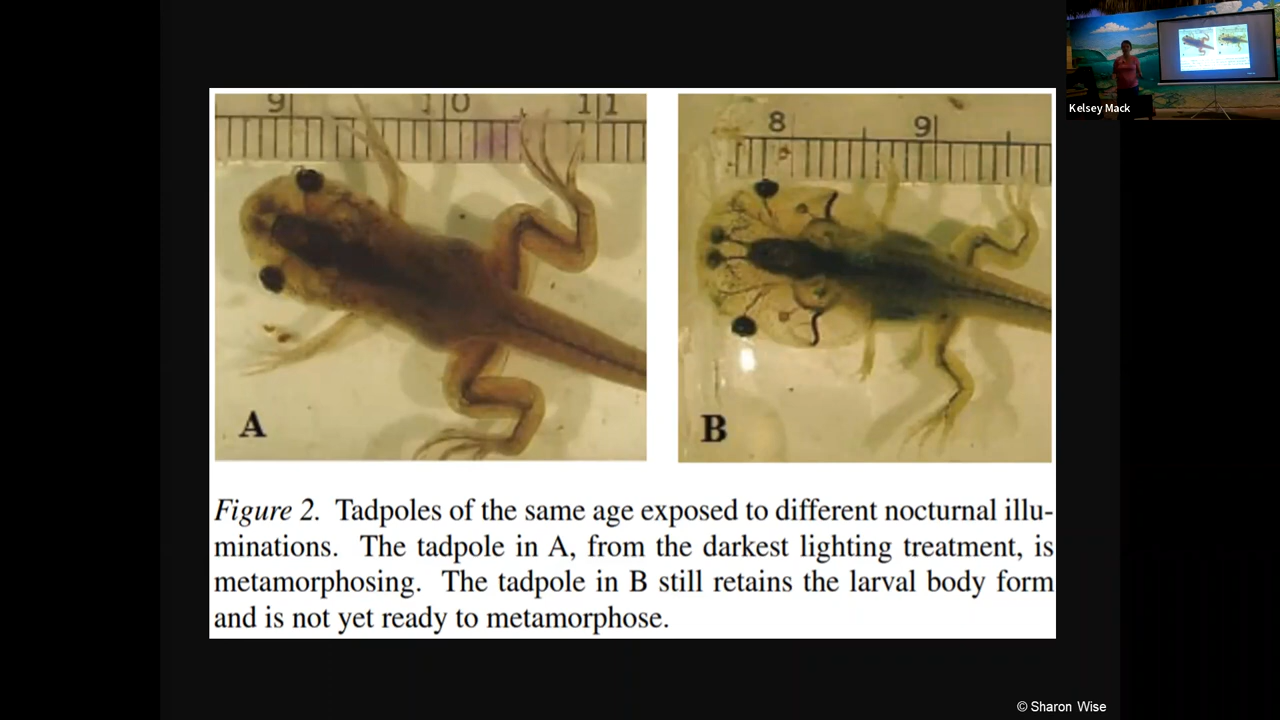 9 10 11
8 9
A
B
Kelsey Mack
Figure 2. Tadpoles of the same age exposed to different nocturnal illu-
minations. The tadpole in A, from the darkest lighting treatment, is
metamorphosing. The tadpole in B still retains the larval body form
and is not yet ready to metamorphose.
© Sharon Wise